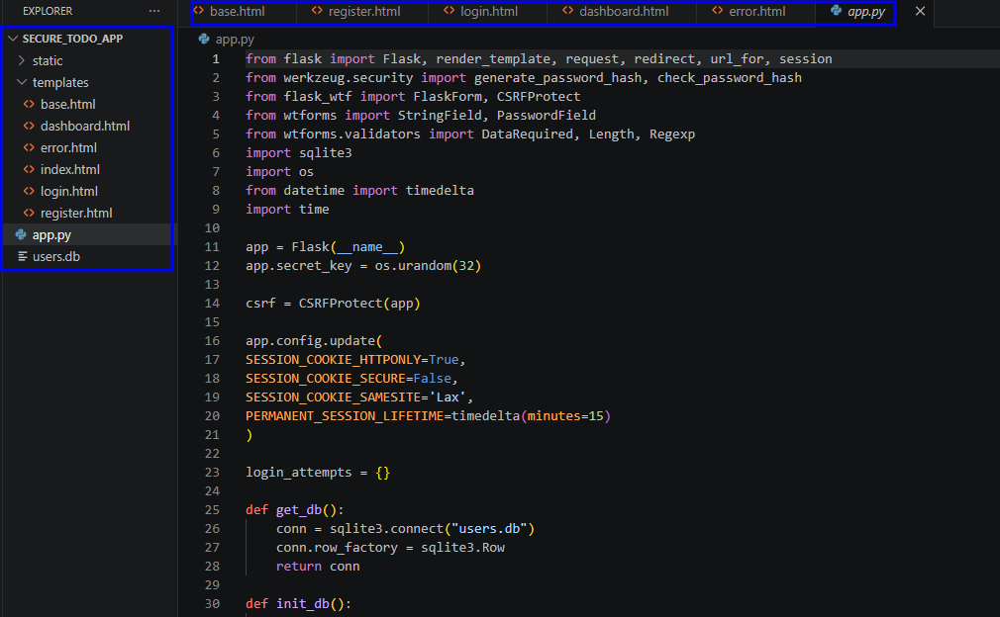 EXPLORER
SECURE_TODO_APP
static
templates
base.html
dashboard.html
error.html
index.html
login.html
register.html
app.py
users.db
base.html register.html login.html dashboard.html error.html app.py
app.py
1 from flask import Flask, render_template, request, redirect, url_for, session
2 from werkzeug.security import generate_password_hash, check_password_hash
3 from flask_wtf import FlaskForm, CSRFProtect
4 from wtforms import StringField, PasswordField
5 from wtforms.validators import DataRequired, Length, Regexp
6 import sqlite3
7 import os
8 from datetime import timedelta
9 import time
10
11 app = Flask(__name__)
12 app.secret_key = os.urandom(32)
13
14 csrf = CSRFProtect(app)
15
16 app.config.update(
17 SESSION_COOKIE_HTTPONLY=True,
18 SESSION_COOKIE_SECURE=False,
19 SESSION_COOKIE_SAMESITE='Lax',
20 PERMANENT_SESSION_LIFETIME=timedelta(minutes=15)
21 )
22
23 login_attempts = {}
24
25 def get_db():
26     conn = sqlite3.connect("users.db")
27     conn.row_factory = sqlite3.Row
28     return conn
29
30 def init_db():